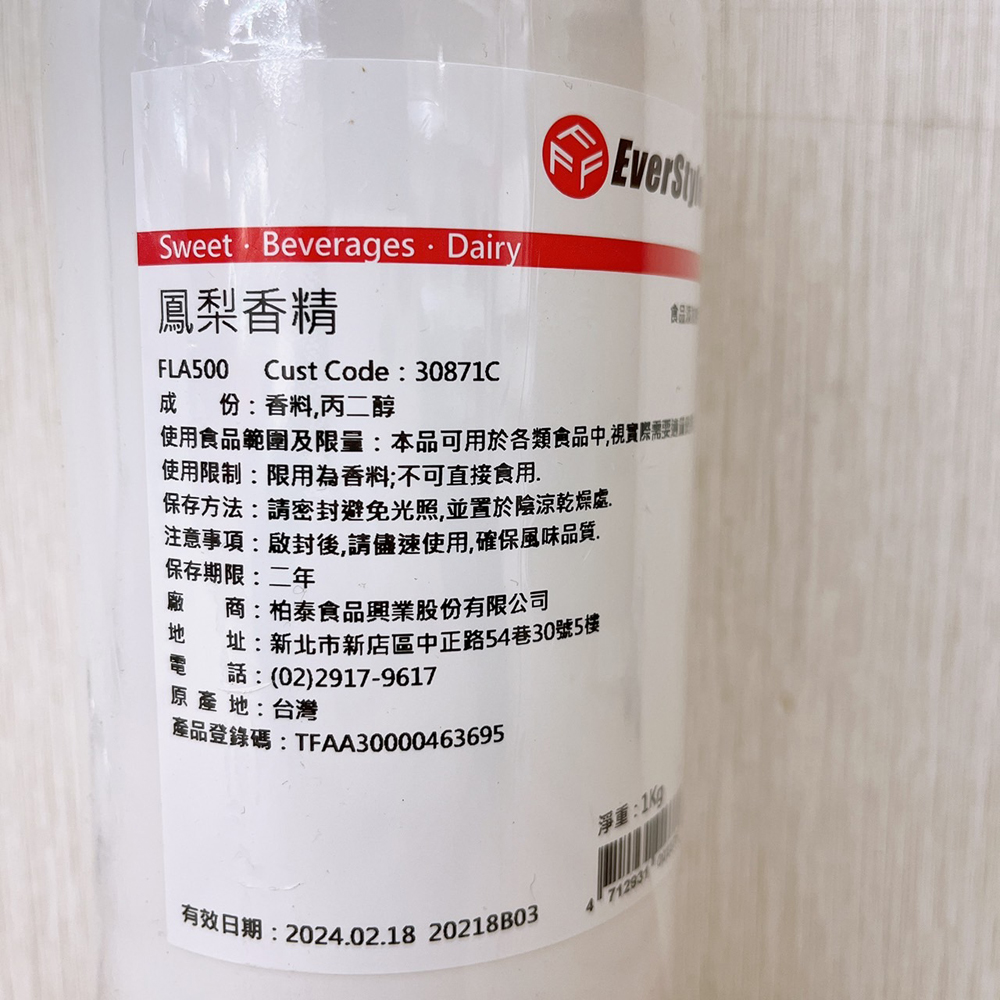 EverStyle
Sweet · Beverages · Dairy
鳳梨香精
食品添
FLA500 Cust Code : 30871C
成 份 : 香料,丙二醇
使用食品範圍及限量 : 本品可用於各類食品中,視實際需要適量
使用限制 : 限用為香料;不可直接食用.
保存方法 : 請密封避免光照,並置於陰涼乾燥處.
注意事項 : 啟封後,請儘速使用,確保風味品質.
保存期限 : 二年
廠 商 : 柏泰食品興業股份有限公司
地 址 : 新北市新店區中正路54巷30號5樓
電 話 : (02)2917-9617
原 產 地 : 台灣
產品登錄碼 : TFAA30000463695
淨重 : 1Kg
4 712931
有效日期 : 2024.02.18 20218B03